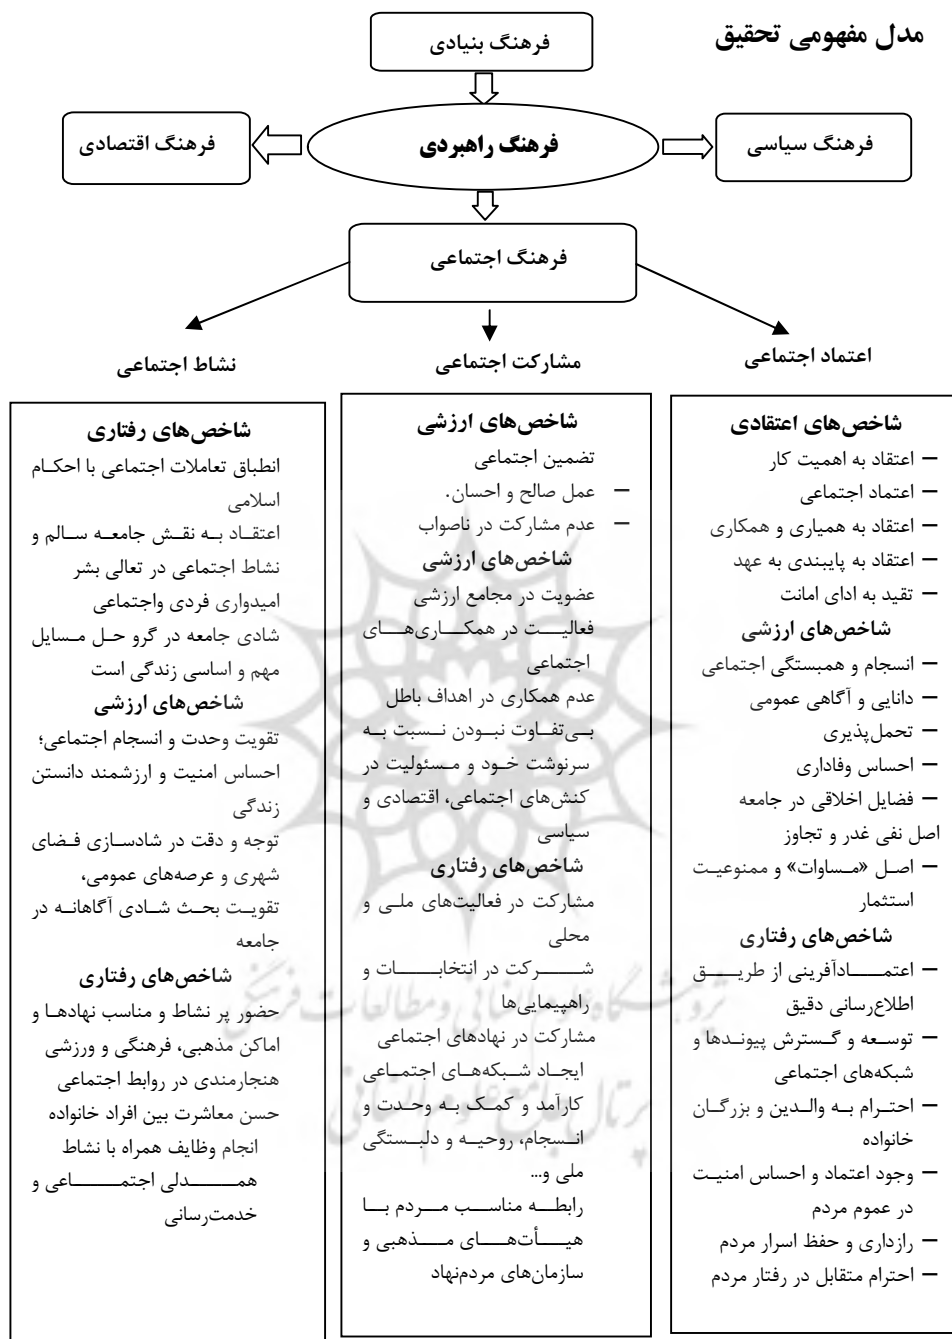 مدل مفهومی تحقیق
فرهنگ بنیادی
فرهنگ سیاسی
فرهنگ راهبردی
فرهنگ اقتصادی
فرهنگ اجتماعی
اعتماد اجتماعی
مشارکت اجتماعی
نشاط اجتماعی
شاخص‌های اعتقادی
– اعتقاد به اهمیت کار
– اعتماد اجتماعی
– اعتقاد به همیاری و همکاری
– اعتقاد به پایبندی به عهد
– تقید به ادای امانت
شاخص‌های ارزشی
– انسجام و همبستگی اجتماعی
– دانایی و آگاهی عمومی
– تحمل‌پذیری
– احساس وفاداری
– فضایل اخلاقی در جامعه
اصل نفی غدر و تجاوز
– اصل «مساوات» و ممنوعیت
استثمار
شاخص‌های رفتاری
– اعتمادآفرینی از طریق
اطلاع‌رسانی دقیق
– توسعه و گسترش پیوندها و
شبکه‌های اجتماعی
– احترام به والدین و بزرگان
خانواده
– وجود اعتماد و احساس امنیت
در عموم مردم
– رازداری و حفظ اسرار مردم
– احترام متقابل در رفتار مردم
شاخص‌های ارزشی
تضمین اجتماعی
– عمل صالح و احسان.
– عدم مشارکت در ناصواب
شاخص‌های ارزشی
عضویت در مجامع ارزشی
فعالیت در همکاری‌های
اجتماعی
عدم همکاری در اهداف باطل
بی‌تفاوت نبودن نسبت به
سرنوشت خود و مسئولیت در
کنش‌های اجتماعی، اقتصادی و
سیاسی
شاخص‌های رفتاری
مشارکت در فعالیت‌های ملی و
محلی
شرکت در انتخابات و
راهپیمایی‌ها
مشارکت در نهادهای اجتماعی
ایجاد شبکه‌های اجتماعی
کارآمد و کمک به وحدت و
انسجام، روحیه و دلبستگی
ملی و...
رابطه مناسب مردم با
هیأت‌های مذهبی و
سازمان‌های مردم‌نهاد
شاخص‌های رفتاری
انطباق تعاملات اجتماعی با احکام
اسلامی
اعتقاد به نقش جامعه سالم و
نشاط اجتماعی در تعالی بشر
امیدواری فردی واجتماعی
شادی جامعه در گرو حل مسایل
مهم و اساسی زندگی است
شاخص‌های ارزشی
تقویت وحدت و انسجام اجتماعی؛
احساس امنیت و ارزشمند دانستن
زندگی
توجه و دقت در شادسازی فضای
شهری و عرصه‌های عمومی،
تقویت بحث شادی آگاهانه در
جامعه
شاخص‌های رفتاری
حضور پر نشاط و مناسب نهادها و
اماکن مذهبی، فرهنگی و ورزشی
هنجارمندی در روابط اجتماعی
حسن معاشرت بین افراد خانواده
انجام وظایف همراه با نشاط
همدلی اجتماعی و
خدمت‌رسانی
پژوهشگاه علوم انسانی و مطالعات فرهنگی
پرتال جامع علوم انسانی